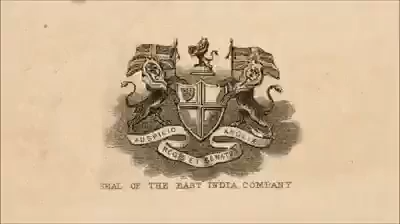 AUSPICIO
ANGLIÆ
REGIS ET SENATUS
SEAL OF THE EAST INDIA COMPANY